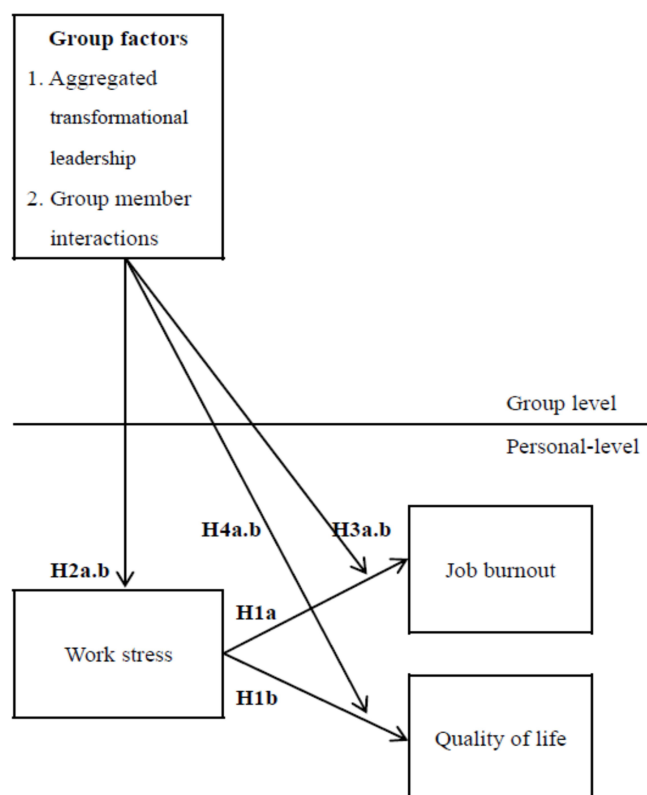 Group factors
1. Aggregated
transformational
leadership
2. Group member
interactions
Group level
Personal-level
H4a.b
H3a.b
H2a.b
Job burnout
H1a
Work stress
H1b
Quality of life